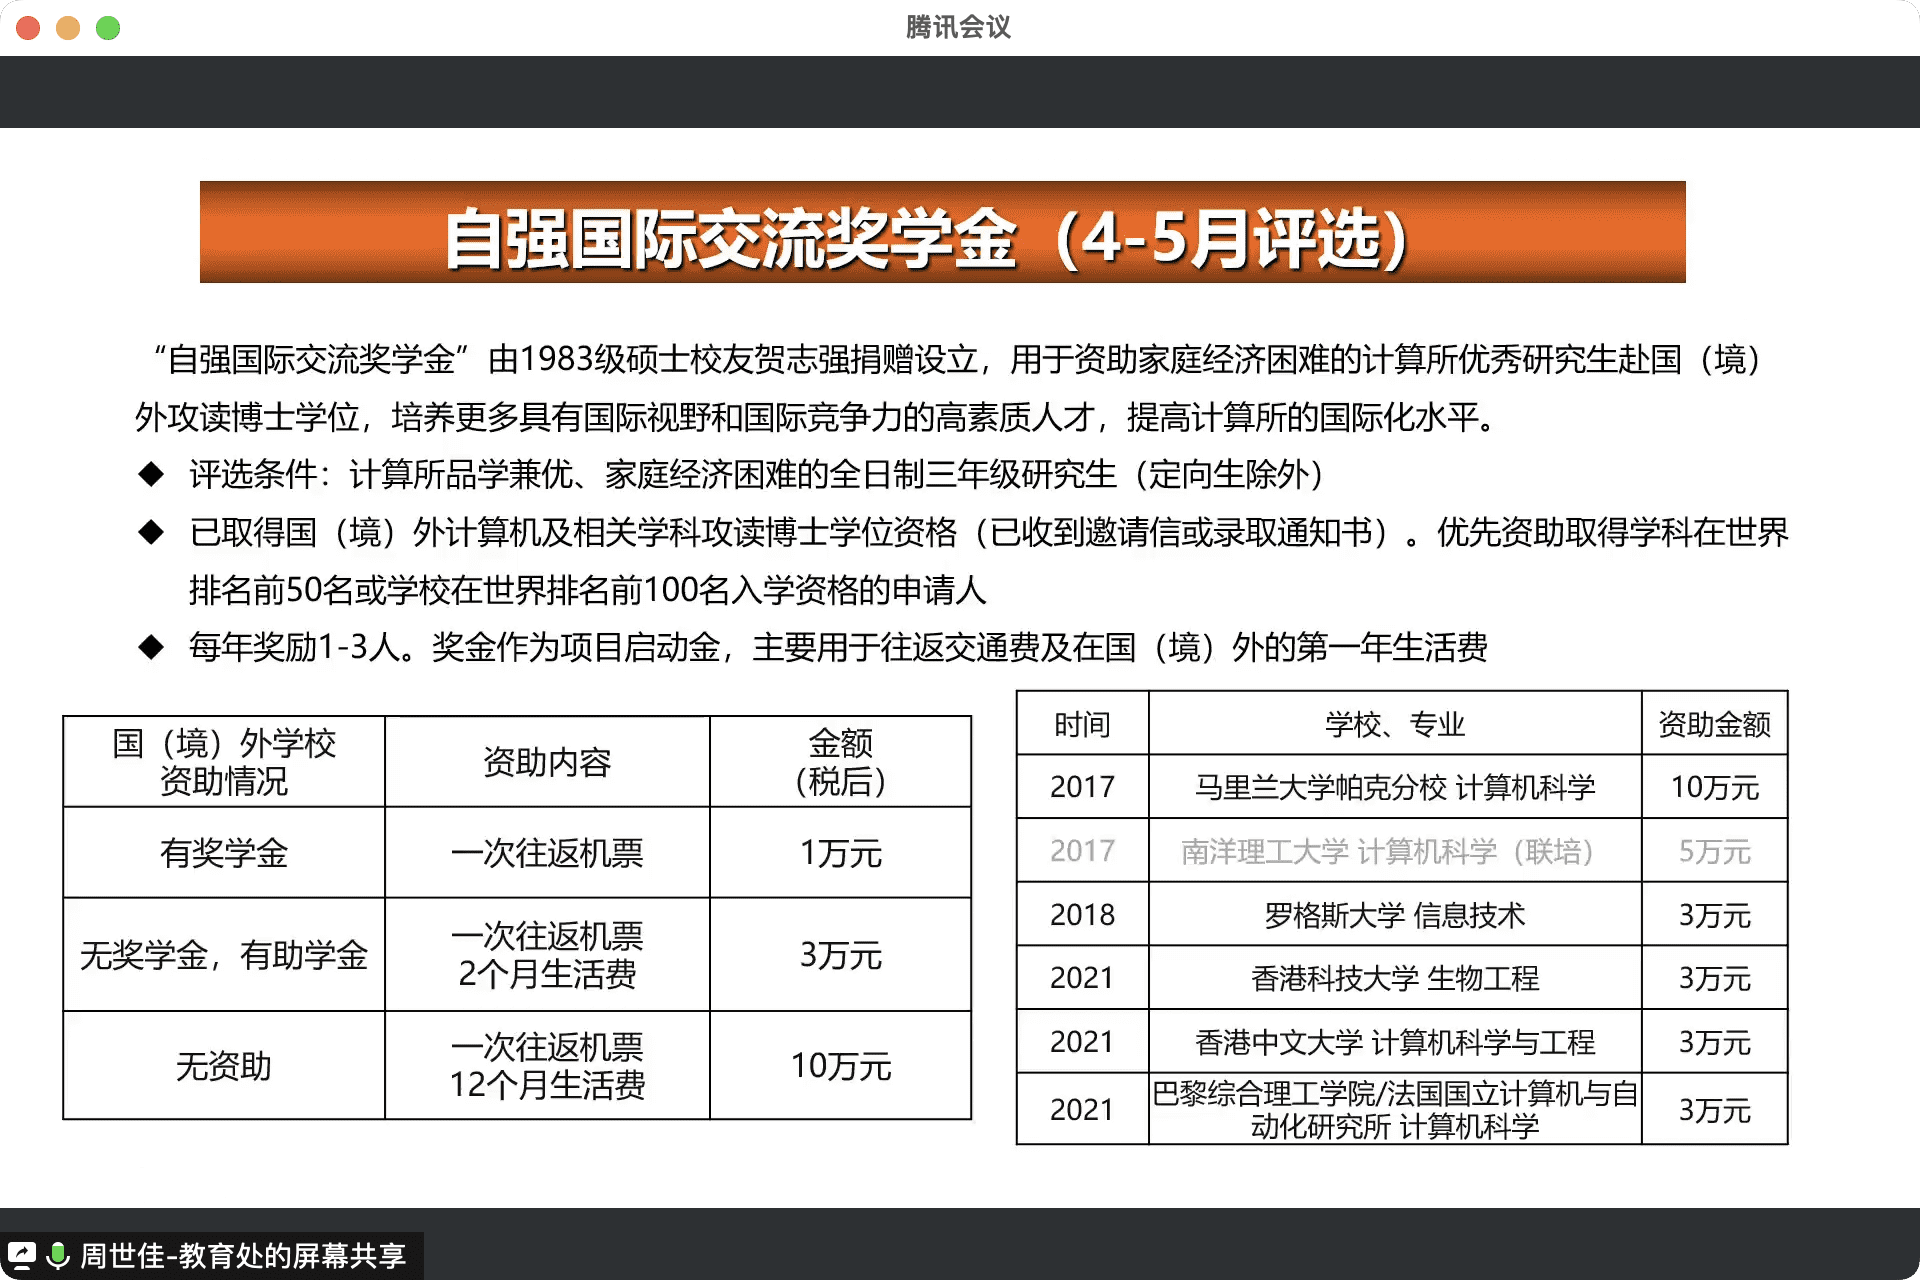 腾讯会议
自强国际交流奖学金（4-5月评选）
“自强国际交流奖学金”由1983级硕士校友贺志强捐赠设立，用于资助家庭经济困难的计算所优秀研究生赴国（境）
外攻读博士学位，培养更多具有国际视野和国际竞争力的高素质人才，提高计算所的国际化水平。
◆ 评选条件：计算所品学兼优、家庭经济困难的全日制三年级研究生（定向生除外）
◆ 已取得国（境）外计算机及相关学科攻读博士学位资格（已收到邀请信或录取通知书）。优先资助取得学科在世界
排名前50名或学校在世界排名前100名入学资格的申请人
◆ 每年奖励1-3人。奖金作为项目启动金，主要用于往返交通费及在国（境）外的第一年生活费
国（境）外学校
资助情况
资助内容
金额
（税后）
有奖学金
一次往返机票
1万元
无奖学金，有助学金
一次往返机票
2个月生活费
3万元
无资助
一次往返机票
12个月生活费
10万元
时间 学校、专业 资助金额
2017 马里兰大学帕克分校 计算机科学 10万元
2017 南洋理工大学 计算机科学（联培） 5万元
2018 罗格斯大学 信息技术 3万元
2021 香港科技大学 生物工程 3万元
2021 香港中文大学 计算机科学与工程 3万元
2021
巴黎综合理工学院/法国国立计算机与自
动化研究所 计算机科学
3万元
周世佳-教育处的屏幕共享